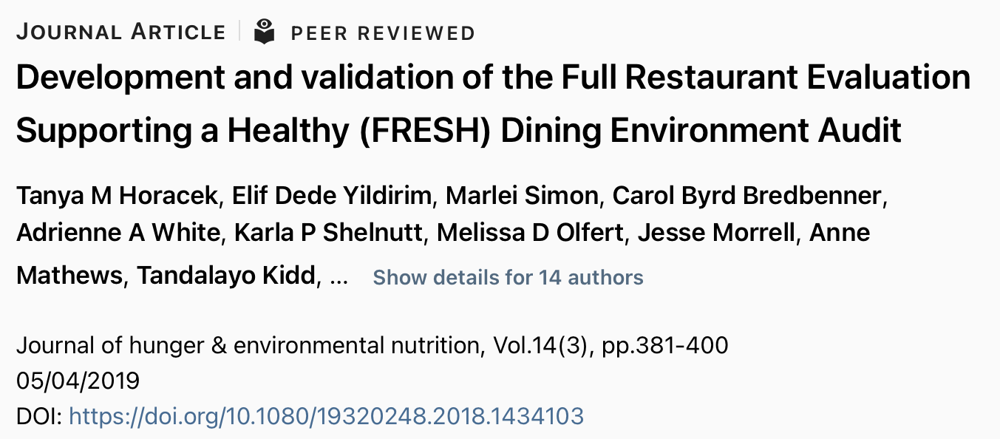 JOURNAL ARTICLE | PEER REVIEWED
Development and validation of the Full Restaurant Evaluation
Supporting a Healthy (FRESH) Dining Environment Audit
Tanya M Horacek, Elif Dede Yildirim, Marlei Simon, Carol Byrd Bredbenner,
Adrienne A White, Karla P Shelnutt, Melissa D Olfert, Jesse Morrell, Anne
Mathews, Tandalayo Kidd, ... Show details for 14 authors
Journal of hunger & environmental nutrition, Vol.14(3), pp.381-400
05/04/2019
DOI: https://doi.org/10.1080/19320248.2018.1434103